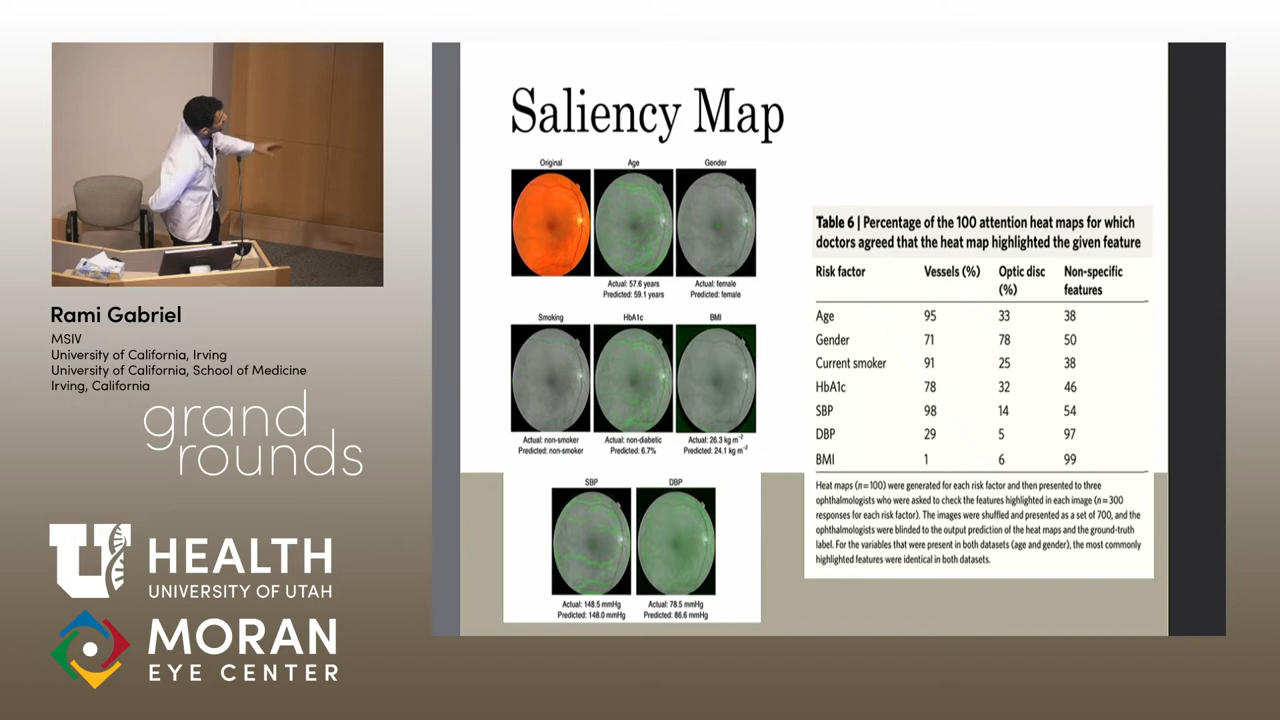 Rami Gabriel
MSIV
University of California, Irving
University of California, School of Medicine
Irving, California
grand
rounds
U
HEALTH
UNIVERSITY OF UTAH
MORAN
EYE CENTER
Saliency Map
Original Age Gender
Actual: 57.6 years Actual: female
Predicted: 59.1 years Predicted: female
Smoking HbA1c BMI
Actual: non-smoker Actual: non-diabetic Actual: 26.3 kg m⁻²
Predicted: non-smoker Predicted: 6.7% Predicted: 24.1 kg m⁻²
SBP DBP
Actual: 148.5 mmHg Actual: 78.5 mmHg
Predicted: 148.0 mmHg Predicted: 86.6 mmHg
Table 6 | Percentage of the 100 attention heat maps for which
doctors agreed that the heat map highlighted the given feature
Risk factor Vessels (%) Optic disc Non-specific
(%) features
Age 95 33 38
Gender 71 78 50
Current smoker 91 25 38
HbA1c 78 32 46
SBP 98 14 54
DBP 29 5 97
BMI 1 6 99
Heat maps (n=100) were generated for each risk factor and then presented to three
ophthalmologists who were asked to check the features highlighted in each image (n=300
responses for each risk factor). The images were shuffled and presented as a set of 700, and the
ophthalmologists were blinded to the output prediction of the heat maps and the ground-truth
label. For the variables that were present in both datasets (age and gender), the most commonly
highlighted features were identical in both datasets.